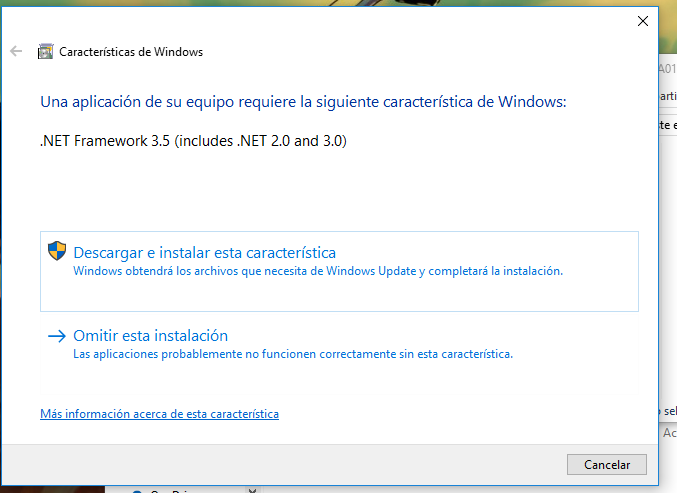 Características de Windows
Una aplicación de su equipo requiere la siguiente característica de Windows:
.NET Framework 3.5 (includes .NET 2.0 and 3.0)
Descargar e instalar esta característica
Windows obtendrá los archivos que necesita de Windows Update y completará la instalación.
Omitir esta instalación
Las aplicaciones probablemente no funcionen correctamente sin esta característica.
Más información acerca de esta característica
Cancelar